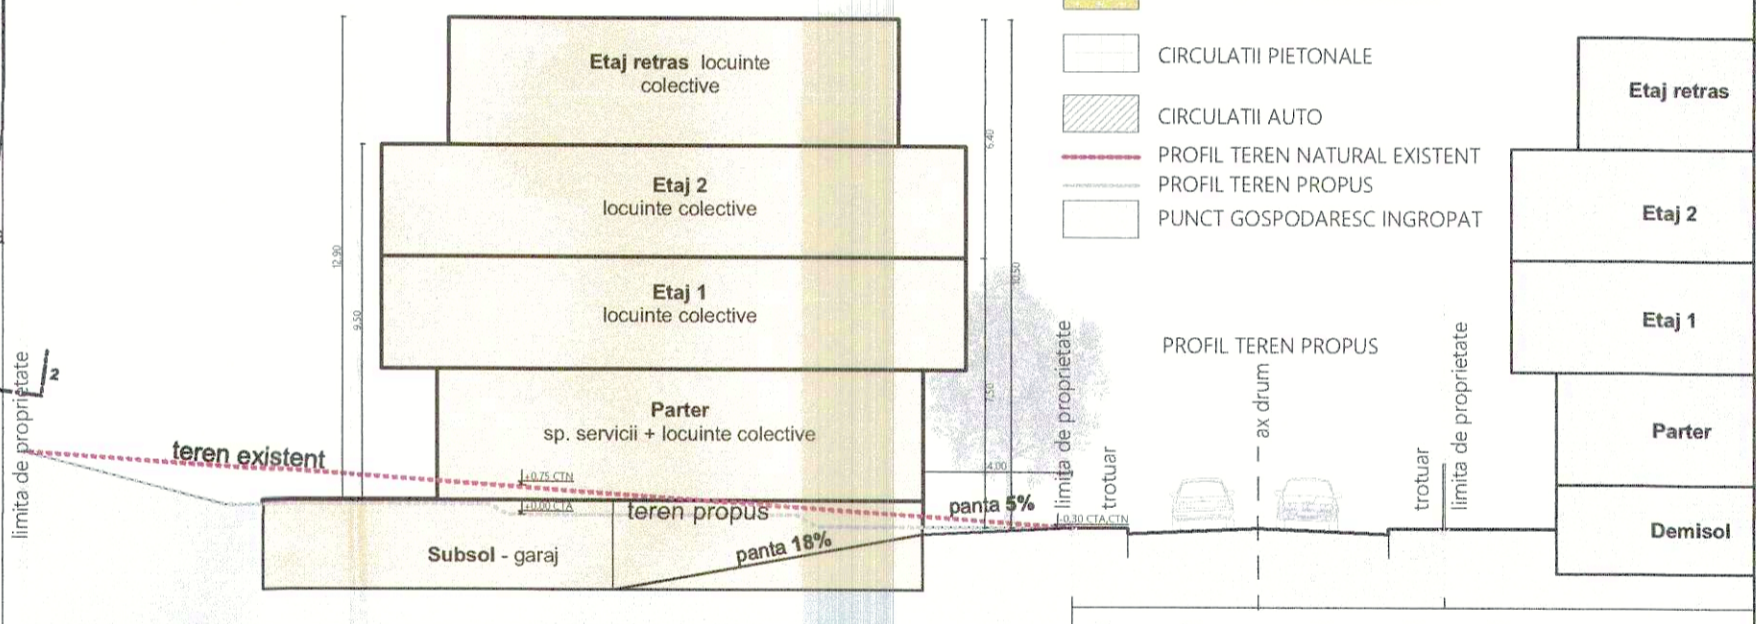 Etaj retras locuinte
colective
Etaj 2
locuinte colective
Etaj 1
locuinte colective
Parter
sp. servicii + locuinte colective
Subsol - garaj
12.90
9.50
6.40
10.50
4.00
limita de proprietate
2
teren existent
+0.75 CTN
+0.00 CTA
teren propus
panta 18%
panta 5%
-0.30 CTA,CTN
limita de proprietate
trotuar
PROFIL TEREN PROPUS
ax drum
trotuar
limita de proprietate
CIRCULATII PIETONALE
CIRCULATII AUTO
PROFIL TEREN NATURAL EXISTENT
PROFIL TEREN PROPUS
PUNCT GOSPODARESC INGROPAT
Etaj retras
Etaj 2
Etaj 1
Parter
Demisol